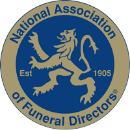 National Association
Est 1905
of Funeral Directors®